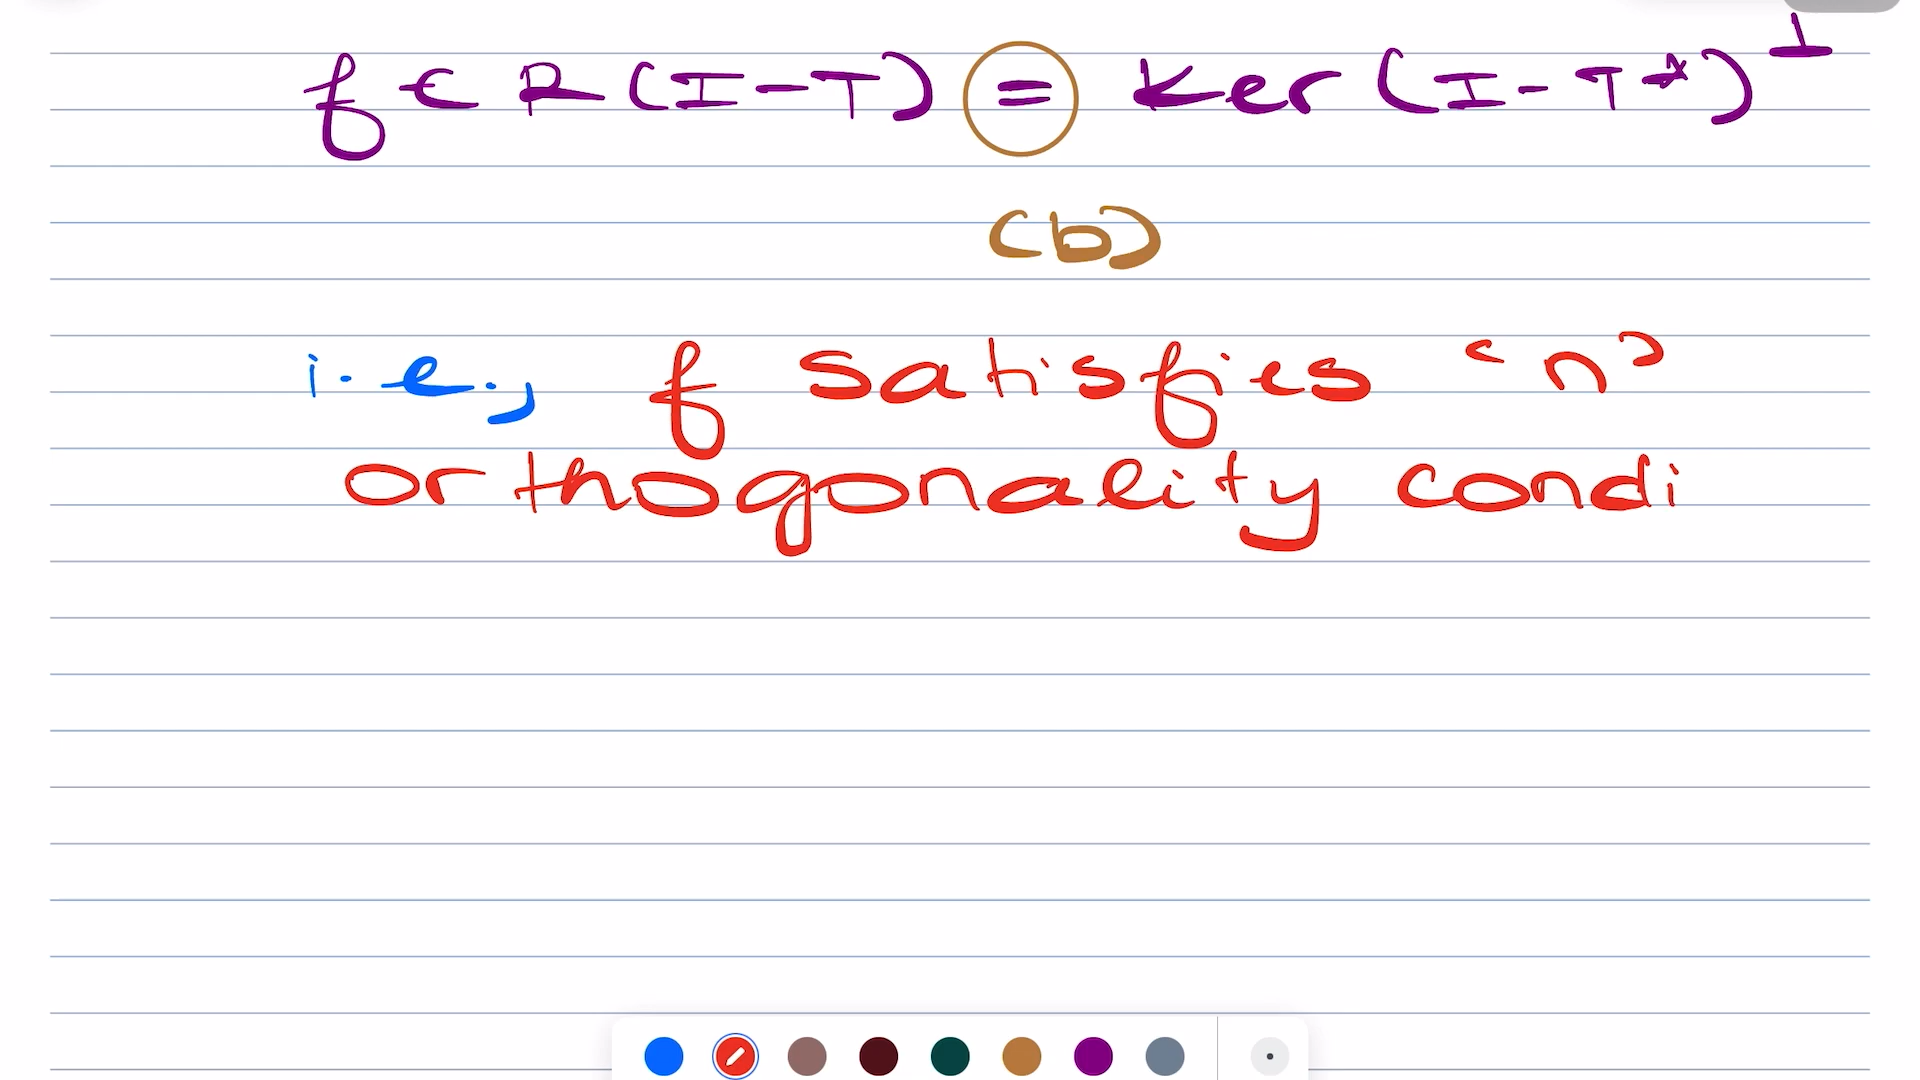 f ∈ R(I-T) = Ker(I-T*)^⊥
(b)
i.e., f satisfies 'n'
orthogonality condi